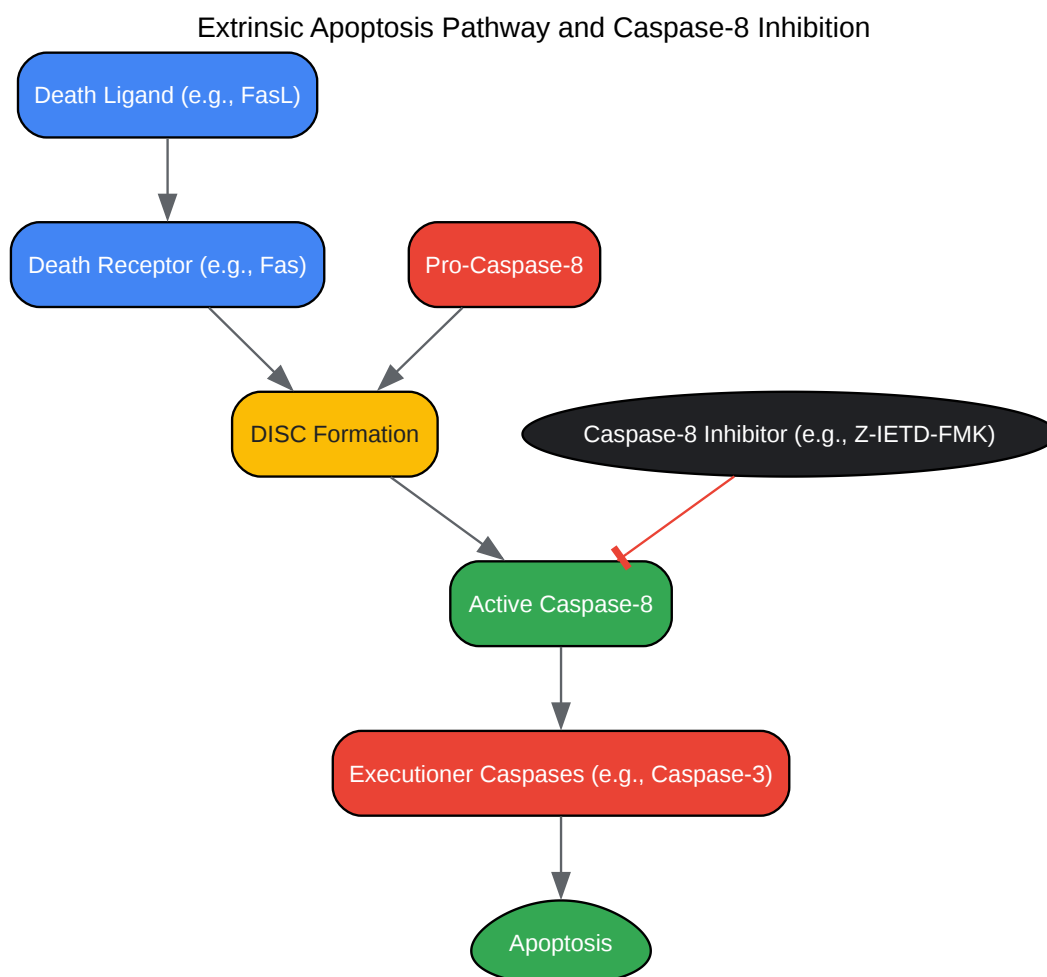 Extrinsic Apoptosis Pathway and Caspase-8 Inhibition
Death Ligand (e.g., FasL)
Death Receptor (e.g., Fas)
Pro-Caspase-8
DISC Formation
Caspase-8 Inhibitor (e.g., Z-IETD-FMK)
Active Caspase-8
Executioner Caspases (e.g., Caspase-3)
Apoptosis